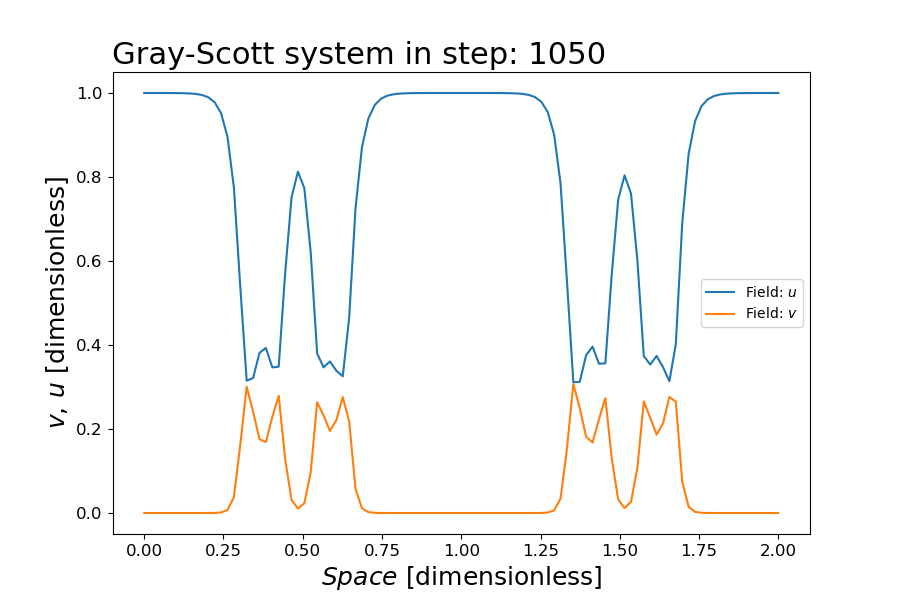 Gray-Scott system in step: 1050
1.0
0.8
0.6
0.4
0.2
0.0
v, u [dimensionless]
Field: u
Field: v
0.00 0.25 0.50 0.75 1.00 1.25 1.50 1.75 2.00
Space [dimensionless]